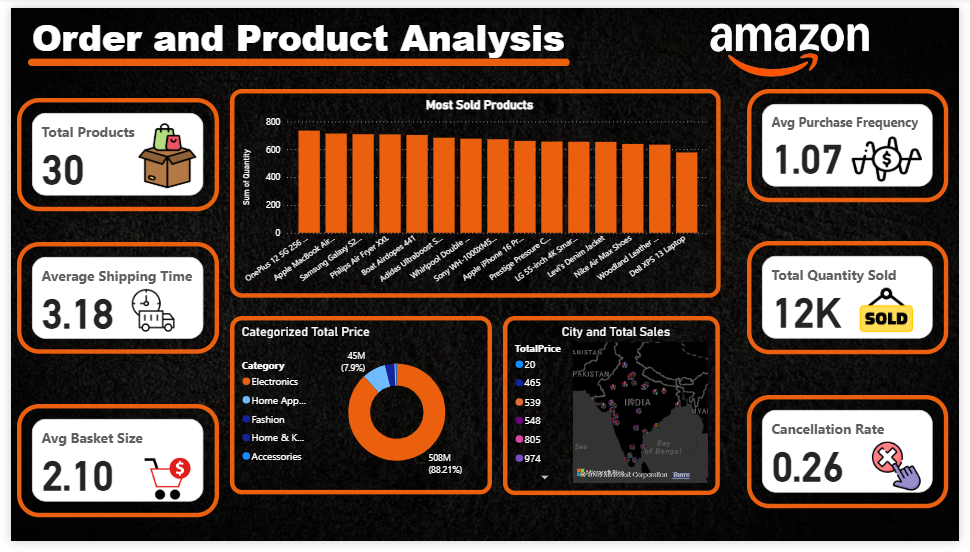 Order and Product Analysis
amazon
Total Products
30
Average Shipping Time
3.18
Avg Basket Size
2.10
$
Most Sold Products
Sum of Quantity
800
600
400
200
0
OnePlus 12 5G 256 ...
Apple MacBook Air...
Samsung Galaxy S2...
Philips Air Fryer XXL
Boat Airdopes 441
Adidas Ultraboost S...
Whirlpool Double ...
Sony WH-1000XM5...
Apple iPhone 16 Pr...
Prestige Pressure C...
LG 55-inch 4K Smar...
Levi's Denim Jacket
Nike Air Max Shoes
Woodland Leather ...
Dell XPS 13 Laptop
Categorized Total Price
Category
Electronics
Home App...
Fashion
Home & K...
Accessories
45M
(7.9%)
508M
(88.21%)
City and Total Sales
TotalPrice
20
465
539
548
805
974
ANISTAN
PAKISTAN
INDIA
MYA
Sea
Bay
of Bengal
Microsoft Corporation
Terms
Avg Purchase Frequency
1.07
$
Total Quantity Sold
12K
SOLD
Cancellation Rate
0.26